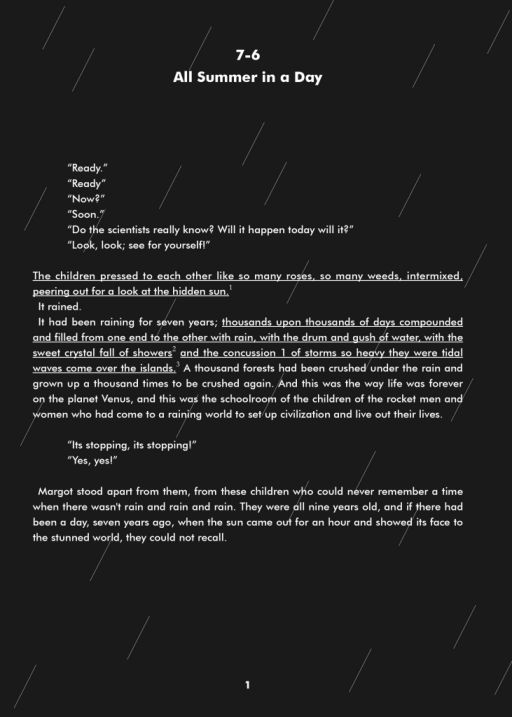 7-6
All Summer in a Day
“Ready.”
“Ready”
“Now?”
“Soon.”
“Do the scientists really know? Will it happen today will it?”
“Look, look; see for yourself!”
The children pressed to each other like so many roses, so many weeds, intermixed,
peering out for a look at the hidden sun.1
It rained.
It had been raining for seven years; thousands upon thousands of days compounded
and filled from one end to the other with rain, with the drum and gush of water, with the
sweet crystal fall of showers2 and the concussion 1 of storms so heavy they were tidal
waves come over the islands.3 A thousand forests had been crushed under the rain and
grown up a thousand times to be crushed again. And this was the way life was forever
on the planet Venus, and this was the schoolroom of the children of the rocket men and
women who had come to a raining world to set up civilization and live out their lives.
“Its stopping, its stopping!”
“Yes, yes!”
Margot stood apart from them, from these children who could never remember a time
when there wasn't rain and rain and rain. They were all nine years old, and if there had
been a day, seven years ago, when the sun came out for an hour and showed its face to
the stunned world, they could not recall.
1